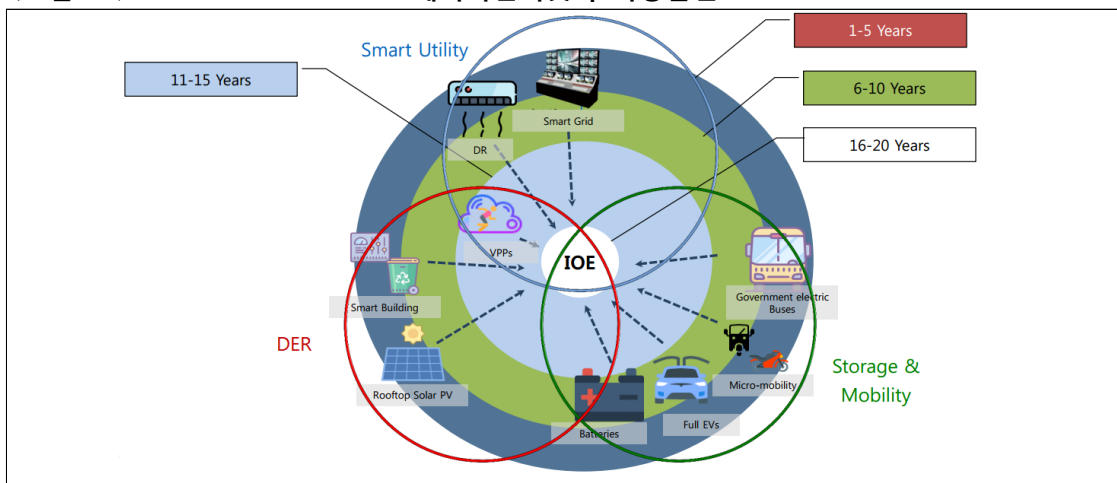 Smart Utility
1-5 Years
11-15 Years
6-10 Years
Smart Grid
16-20 Years
DR
VPPs
IOE
Smart Building
Government electric
Buses
DER
Rooftop Solar PV
Micro-mobility
Storage &
Mobility
Full EVs
Batteries